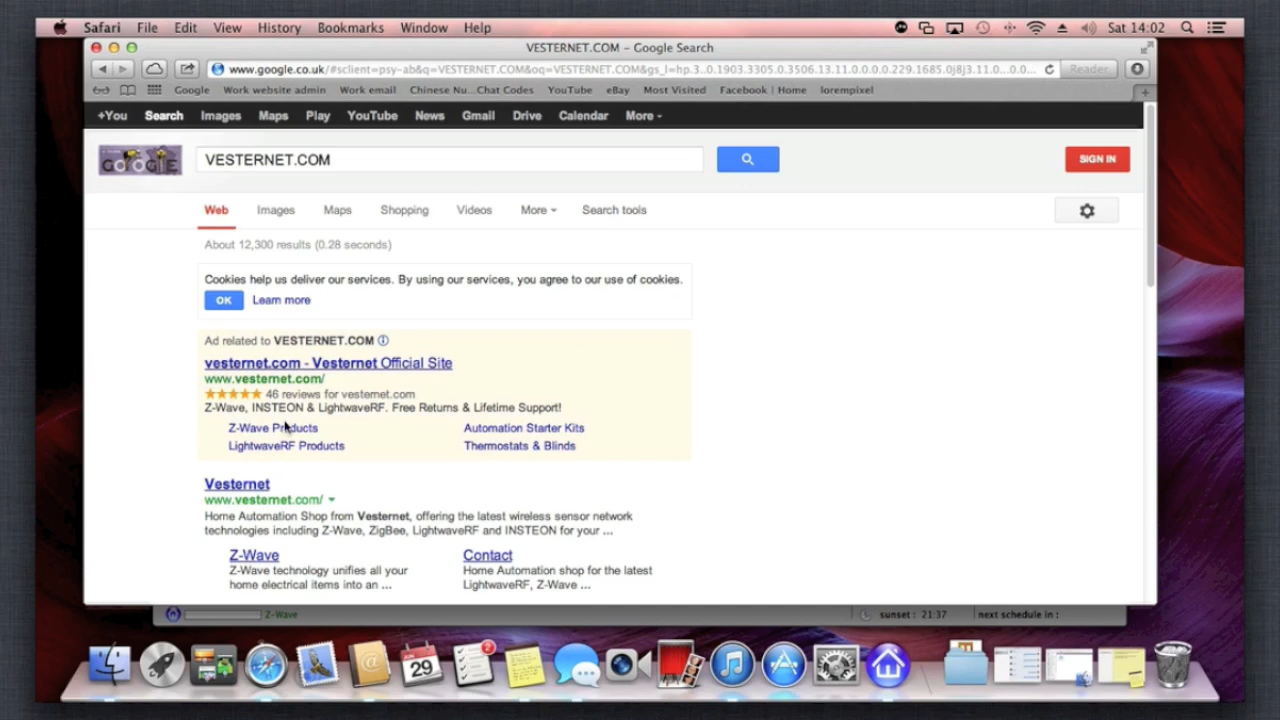 Safari File Edit View History Bookmarks Window Help Sat 14:02
VESTERNET.COM – Google Search
www.google.co.uk/#sclient=psy-ab&q=VESTERNET.COM&oq=VESTERNET.COM&gs_l=hp.3..0.1903.3305.0.3506.13.11.0.0.0.0.229.1685.0j8j3.11.0...0.0... Reader
Google Work website admin Work email Chinese Nu...Chat Codes YouTube eBay Most Visited Facebook | Home lorempixel
+You Search Images Maps Play YouTube News Gmail Drive Calendar More
GOOGLE VESTERNET.COM SIGN IN
Web Images Maps Shopping Videos More Search tools
About 12,300 results (0.28 seconds)
Cookies help us deliver our services. By using our services, you agree to our use of cookies.
OK Learn more
Ad related to VESTERNET.COM
vesternet.com - Vesternet Official Site
www.vesternet.com/
46 reviews for vesternet.com
Z-Wave, INSTEON & LightwaveRF. Free Returns & Lifetime Support!
Z-Wave Products Automation Starter Kits
LightwaveRF Products Thermostats & Blinds
Vesternet
www.vesternet.com/
Home Automation Shop from Vesternet, offering the latest wireless sensor network
technologies including Z-Wave, ZigBee, LightwaveRF and INSTEON for your ...
Z-Wave Contact
Z-Wave technology unifies all your Home Automation shop for the latest
home electrical items into an ... LightwaveRF, Z-Wave ...
Z-Wave sunset : 21:37 next schedule in :
29 2